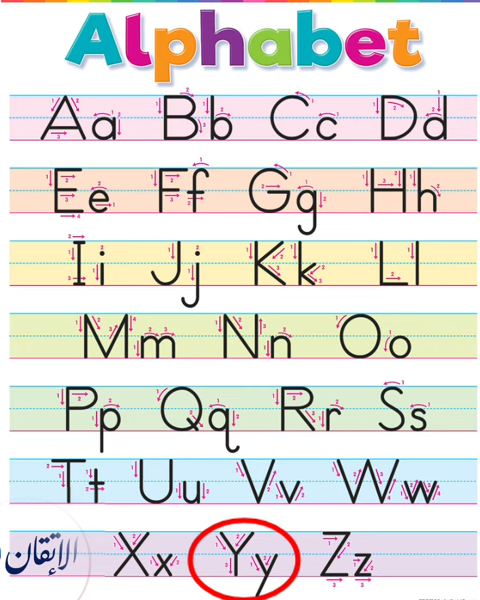 Alphabet
Aa Bb Cc Dd
Ee Ff Gg Hh
Ii Jj Kk Ll
Mm Nn Oo
Pp Qq Rr Ss
Tt Uu Vv Ww
الإتقان
Xx Yy Zz